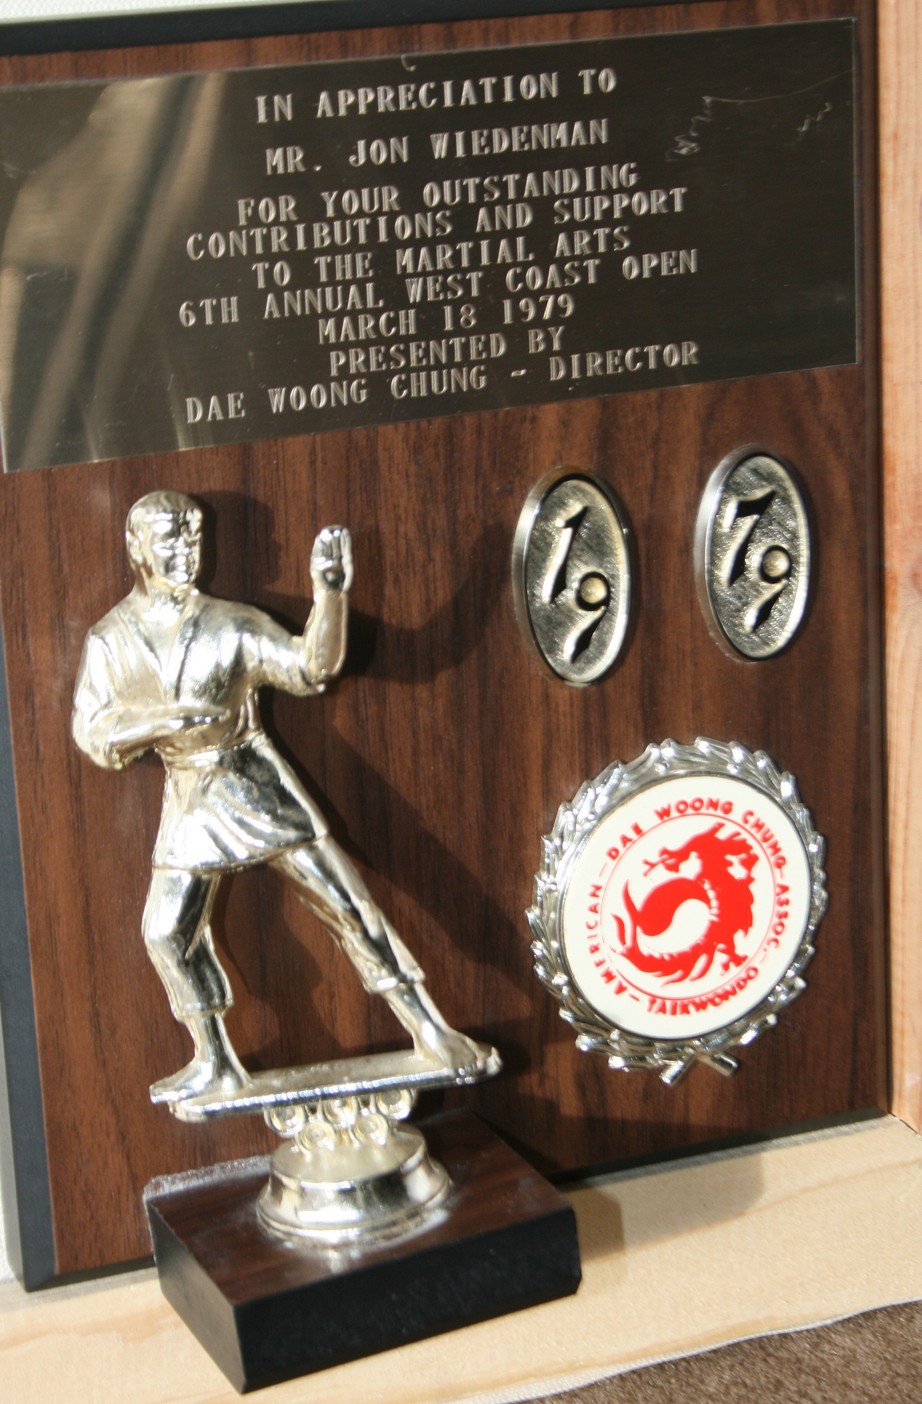 IN APPRECIATION TO
MR. JON WIEDENMAN
FOR YOUR OUTSTANDING
CONTRIBUTIONS AND SUPPORT
TO THE MARTIAL ARTS
6TH ANNUAL WEST COAST OPEN
MARCH 18 1979
PRESENTED BY
DAE WOONG CHUNG - DIRECTOR
19
79
AMERICAN - DAE WOONG CHUNG - ASSOC. -
TAEKWONDO -